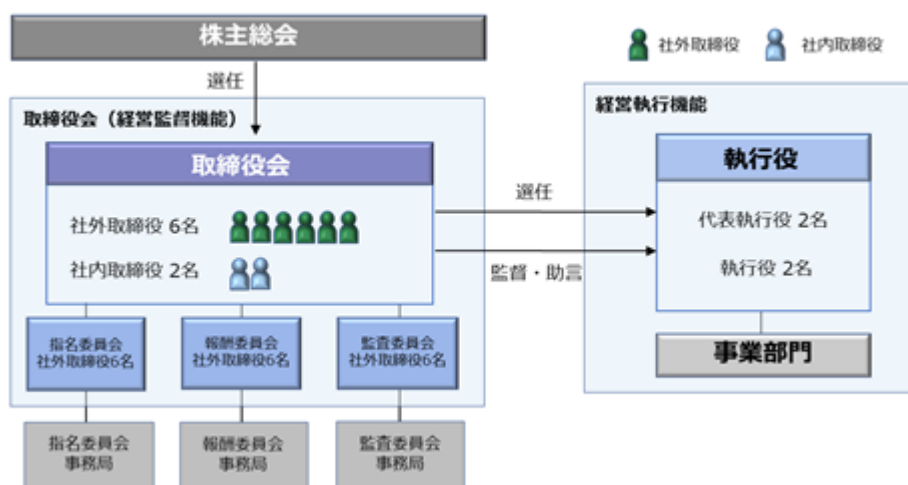 株主総会
社外取締役
社内取締役
選任
取締役会（経営監督機能）
取締役会
社外取締役 6名
社内取締役 2名
選任
監督・助言
経営執行機能
執行役
代表執行役 2名
執行役 2名
事業部門
指名委員会
社外取締役6名
報酬委員会
社外取締役6名
監査委員会
社外取締役6名
指名委員会
事務局
報酬委員会
事務局
監査委員会
事務局